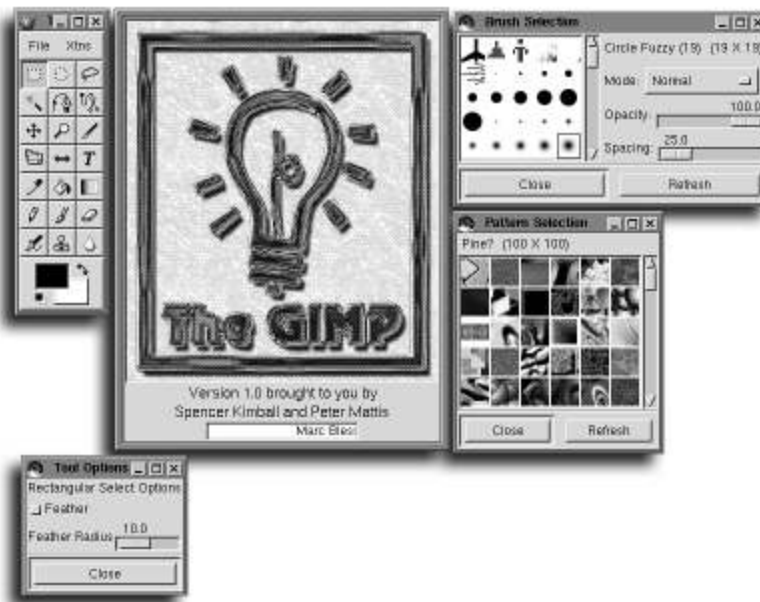 File Xtns
The GIMP
Version 1.0 brought to you by
Spencer Kimball and Peter Mattis
Marc Bless
Brush Selection
Circle Fuzzy (19) (19 X 19)
Mode: Normal
Opacity: 100.0
Spacing: 25.0
Close Refresh
Pattern Selection
Pine? (100 X 100)
Close Refresh
Tool Options
Rectangular Select Options
Feather
Feather Radius 10.0
Close